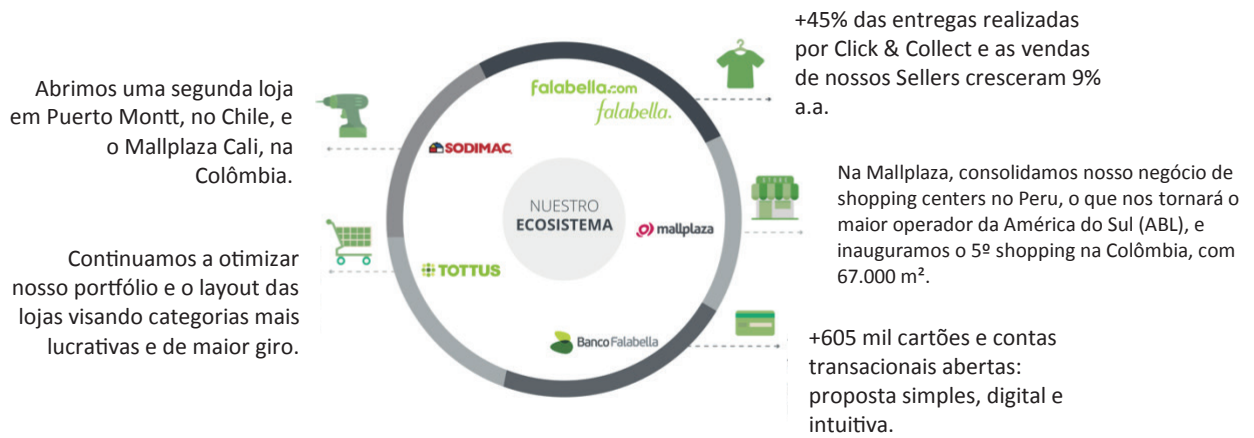 +45% das entregas realizadas
por Click & Collect e as vendas
de nossos Sellers cresceram 9%
a.a.
Abrimos uma segunda loja
em Puerto Montt, no Chile, e
o Mallplaza Cali, na
Colômbia.
falabella.com
falabella.
SODIMAC
NUESTRO
ECOSISTEMA
mallplaza
STORE
Na Mallplaza, consolidamos nosso negócio de
shopping centers no Peru, o que nos tornará o
maior operador da América do Sul (ABL), e
inauguramos o 5º shopping na Colômbia, com
67.000 m².
Continuamos a otimizar
nosso portfólio e o layout das
lojas visando categorias mais
lucrativas e de maior giro.
TOTTUS
Banco Falabella
+605 mil cartões e contas
transacionais abertas:
proposta simples, digital e
intuitiva.